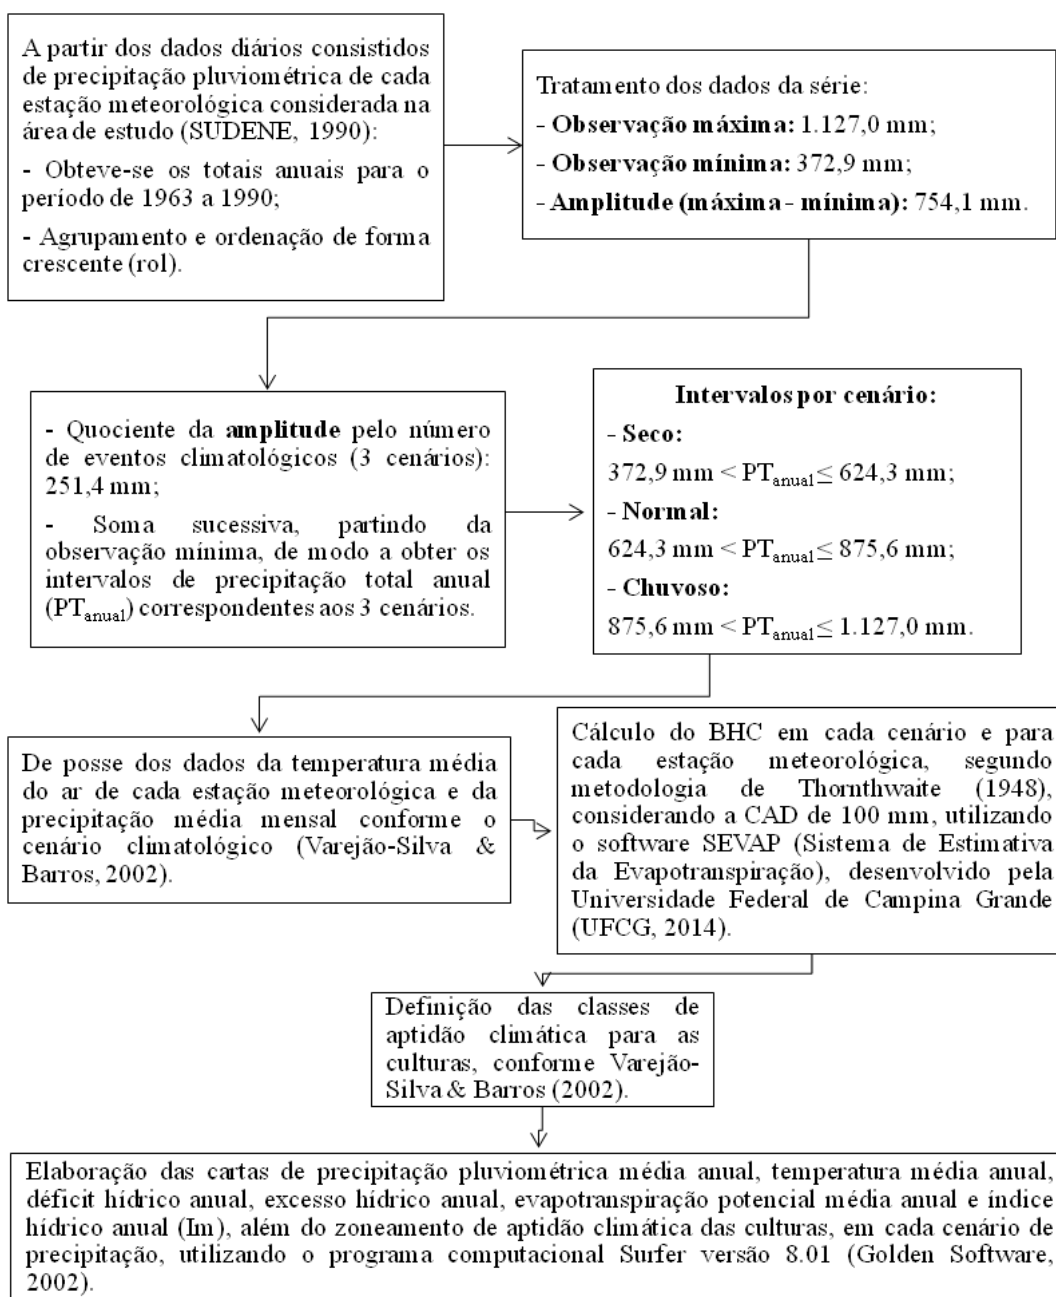 A partir dos dados diários consistidos
de precipitação pluviométrica de cada
estação meteorológica considerada na
área de estudo (SUDENE, 1990):
- Obteve-se os totais anuais para o
período de 1963 a 1990;
- Agrupamento e ordenação de forma
crescente (rol).
Tratamento dos dados da série:
- Observação máxima: 1.127,0 mm;
- Observação mínima: 372,9 mm;
- Amplitude (máxima - mínima): 754,1 mm.
- Quociente da amplitude pelo número
de eventos climatológicos (3 cenários):
251,4 mm;
- Soma sucessiva, partindo da
observação mínima, de modo a obter os
intervalos de precipitação total anual
(PTanual) correspondentes aos 3 cenários.
Intervalos por cenário:
- Seco:
372,9 mm < PTanual ≤ 624,3 mm;
- Normal:
624,3 mm < PTanual ≤ 875,6 mm;
- Chuvoso:
875,6 mm < PTanual ≤ 1.127,0 mm.
De posse dos dados da temperatura média
do ar de cada estação meteorológica e da
precipitação média mensal conforme o
cenário climatológico (Varejão-Silva &
Barros, 2002).
Cálculo do BHC em cada cenário e para
cada estação meteorológica, segundo
metodologia de Thornthwaite (1948),
considerando a CAD de 100 mm, utilizando
o software SEVAP (Sistema de Estimativa
da Evapotranspiração), desenvolvido pela
Universidade Federal de Campina Grande
(UFCG, 2014).
Definição das classes de
aptidão climática para as
culturas, conforme Varejão-
Silva & Barros (2002).
Elaboração das cartas de precipitação pluviométrica média anual, temperatura média anual,
déficit hídrico anual, excesso hídrico anual, evapotranspiração potencial média anual e índice
hídrico anual (Im), além do zoneamento de aptidão climática das culturas, em cada cenário de
precipitação, utilizando o programa computacional Surfer versão 8.01 (Golden Software,
2002).